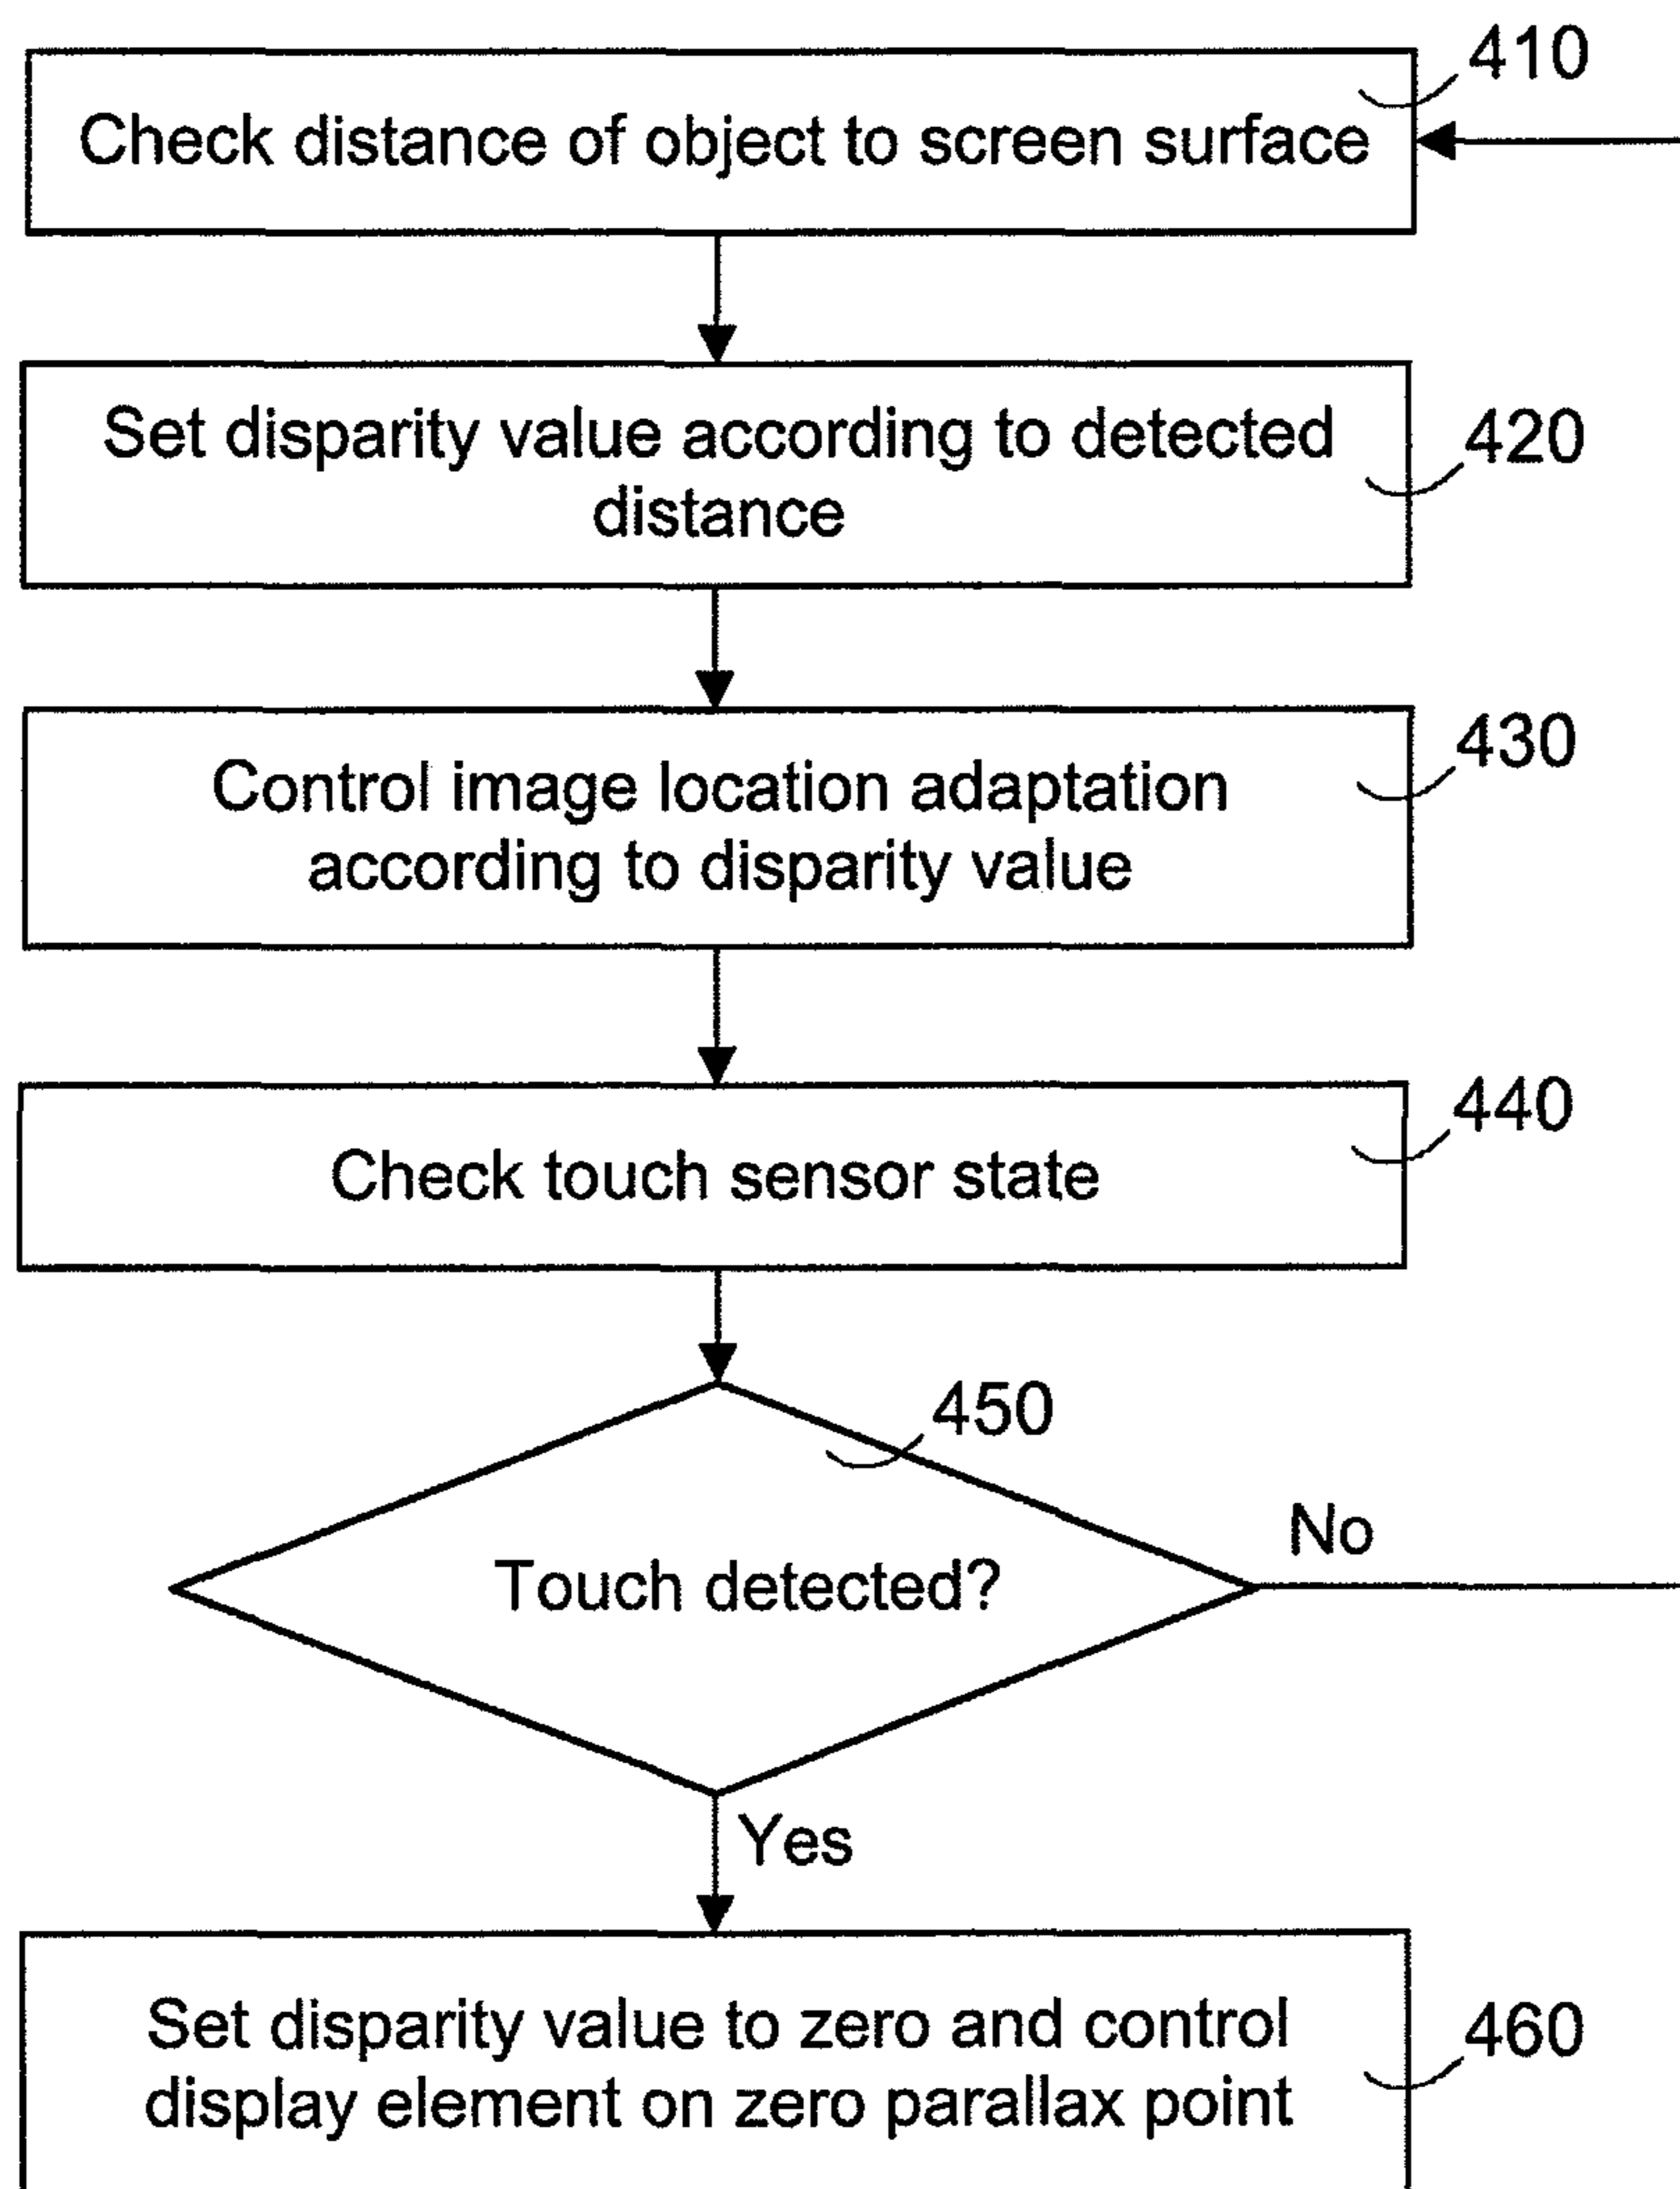 410
Check distance of object to screen surface
Set disparity value according to detected
distance
420
430
Control image location adaptation
according to disparity value
440
Check touch sensor state
450
No
Touch detected?
Yes
Set disparity value to zero and control
display element on zero parallax point
460